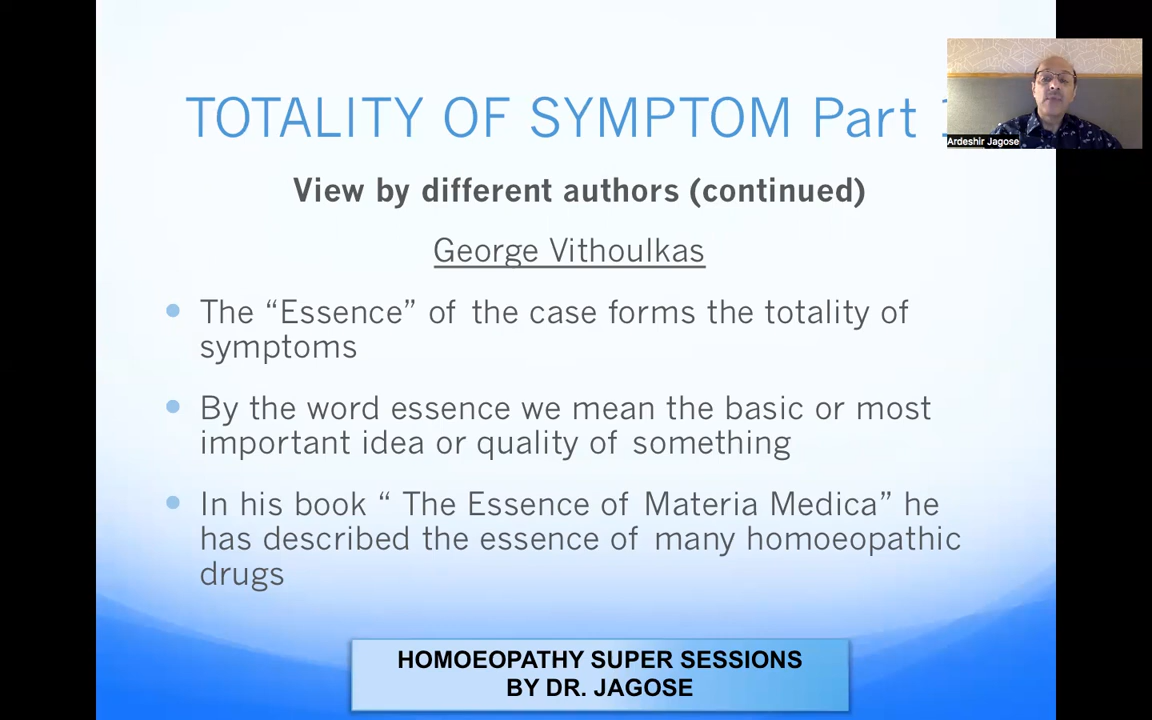 TOTALITY OF SYMPTOM Part
Ardeshir Jagose
View by different authors (continued)
George Vithoulkas
The “Essence” of the case forms the totality of
symptoms
By the word essence we mean the basic or most
important idea or quality of something
In his book “ The Essence of Materia Medica” he
has described the essence of many homoeopathic
drugs
HOMOEOPATHY SUPER SESSIONS
BY DR. JAGOSE